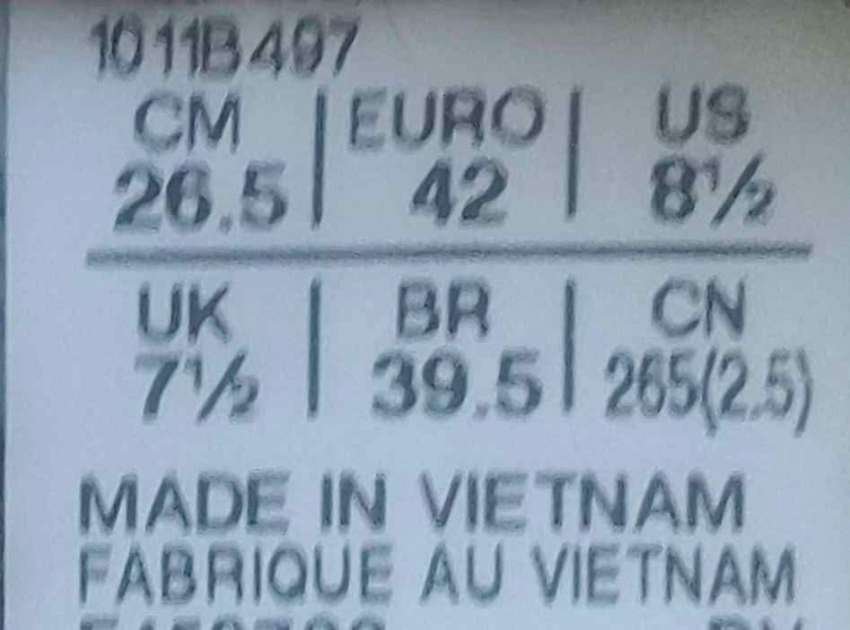 1011B497
CM | EURO | US
26.5 | 42 | 8½
UK | BR | CN
7½ | 39.5 | 265(2.5)
MADE IN VIETNAM
FABRIQUE AU VIETNAM